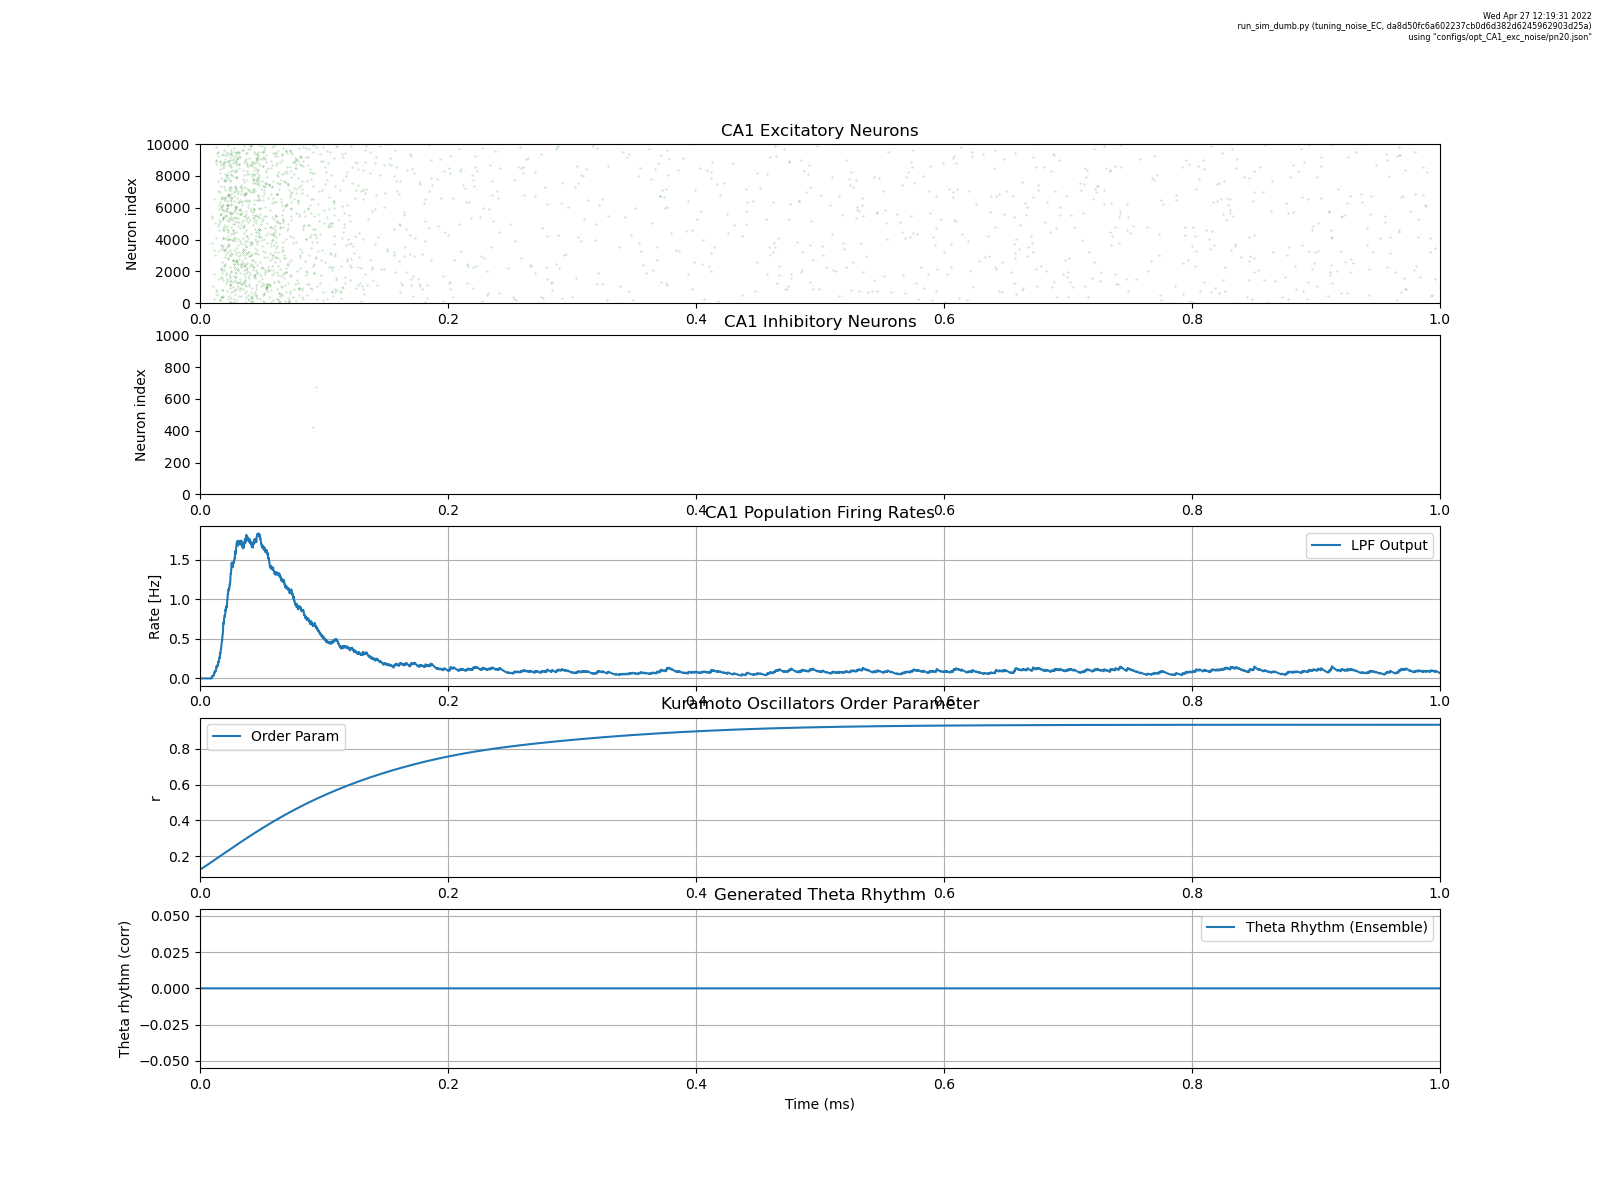 Wed Apr 27 12:19:31 2022
run_sim_dumb.py (tuning_noise_EC, da8d50fc6a602237cb0d6d382d6245962903d25a)
using "configs/opt_CA1_exc_noise/pn20.json"
CA1 Excitatory Neurons
Neuron index
10000
8000
6000
4000
2000
0
0.0 0.2 0.4 0.6 0.8 1.0
CA1 Inhibitory Neurons
Neuron index
1000
800
600
400
200
0
0.0 0.2 0.4 0.6 0.8 1.0
CA1 Population Firing Rates
Rate [Hz]
1.5
1.0
0.5
0.0
LPF Output
0.0 0.2 0.4 0.6 0.8 1.0
Kuramoto Oscillators Order Parameter
r
0.8
0.6
0.4
0.2
Order Param
0.0 0.2 0.4 0.6 0.8 1.0
Generated Theta Rhythm
Theta rhythm (corr)
0.050
0.025
0.000
−0.025
−0.050
Theta Rhythm (Ensemble)
0.0 0.2 0.4 0.6 0.8 1.0
Time (ms)